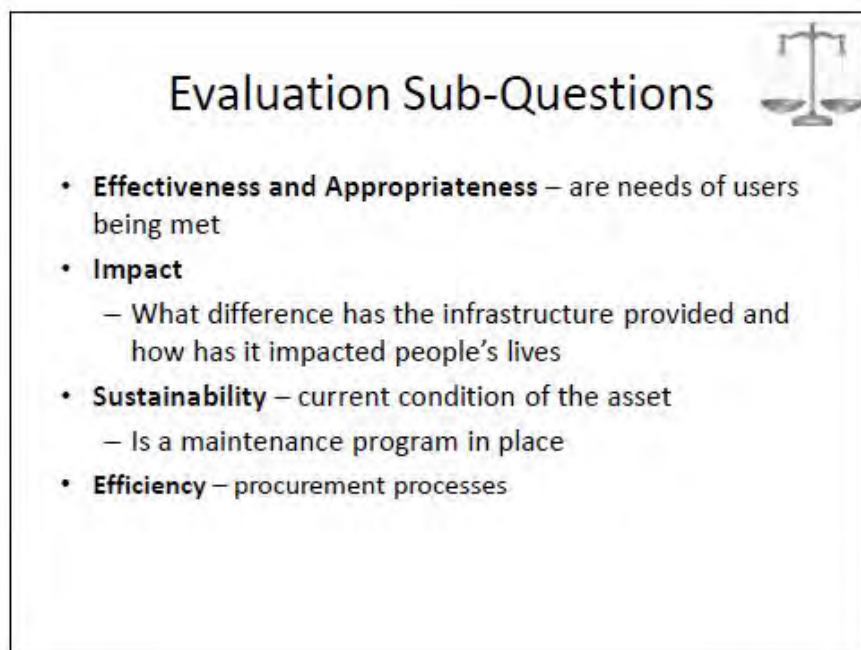 Evaluation Sub-Questions
• Effectiveness and Appropriateness – are needs of users
being met
• Impact
– What difference has the infrastructure provided and
how has it impacted people's lives
• Sustainability – current condition of the asset
– Is a maintenance program in place
• Efficiency – procurement processes